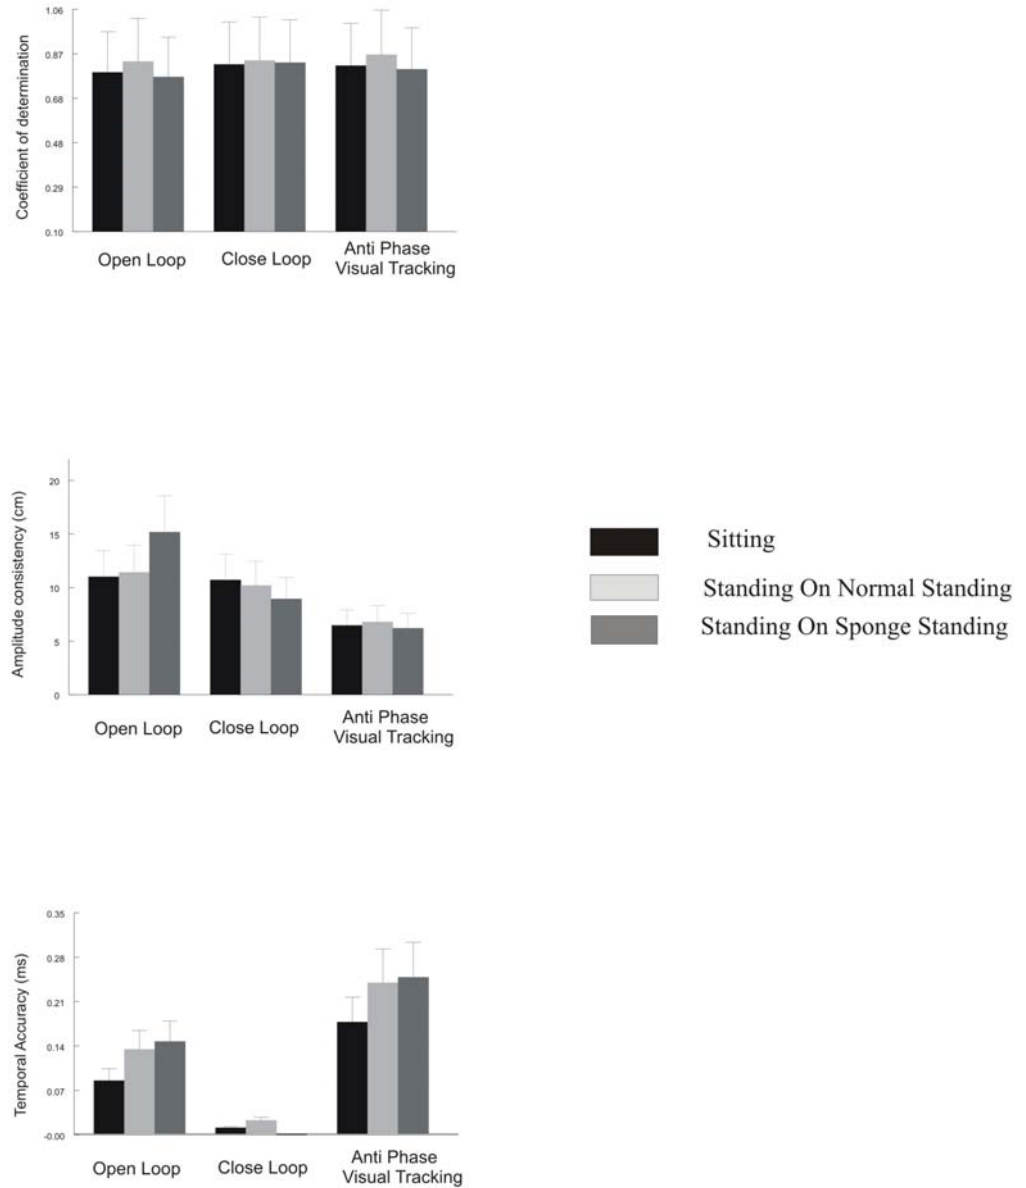 Coefficient of determination
1.06
0.87
0.68
0.48
0.29
0.10
Open Loop
Close Loop
Anti Phase
Visual Tracking
Amplitude consistency (cm)
20
15
10
5
0
Open Loop
Close Loop
Anti Phase
Visual Tracking
Sitting
Standing On Normal Standing
Standing On Sponge Standing
Temporal Accuracy (ms)
0.35
0.28
0.21
0.14
0.07
-0.00
Open Loop
Close Loop
Anti Phase
Visual Tracking